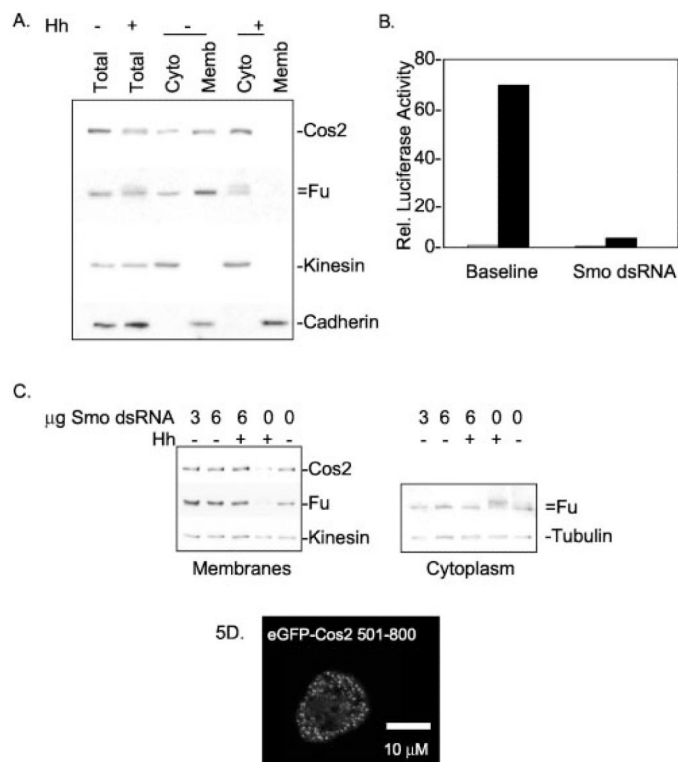 A.
Hh - + - +
Total Total Cyto Memb Cyto Memb
-Cos2
=Fu
-Kinesin
-Cadherin
B.
Rel. Luciferase Activity
80
60
40
20
0
Baseline Smo dsRNA
C.
μg Smo dsRNA 3 6 6 0 0
Hh - - + + -
-Cos2
-Fu
-Kinesin
Membranes
3 6 6 0 0
- - + + -
=Fu
-Tubulin
Cytoplasm
5D.
eGFP-Cos2 501-800
10 μM